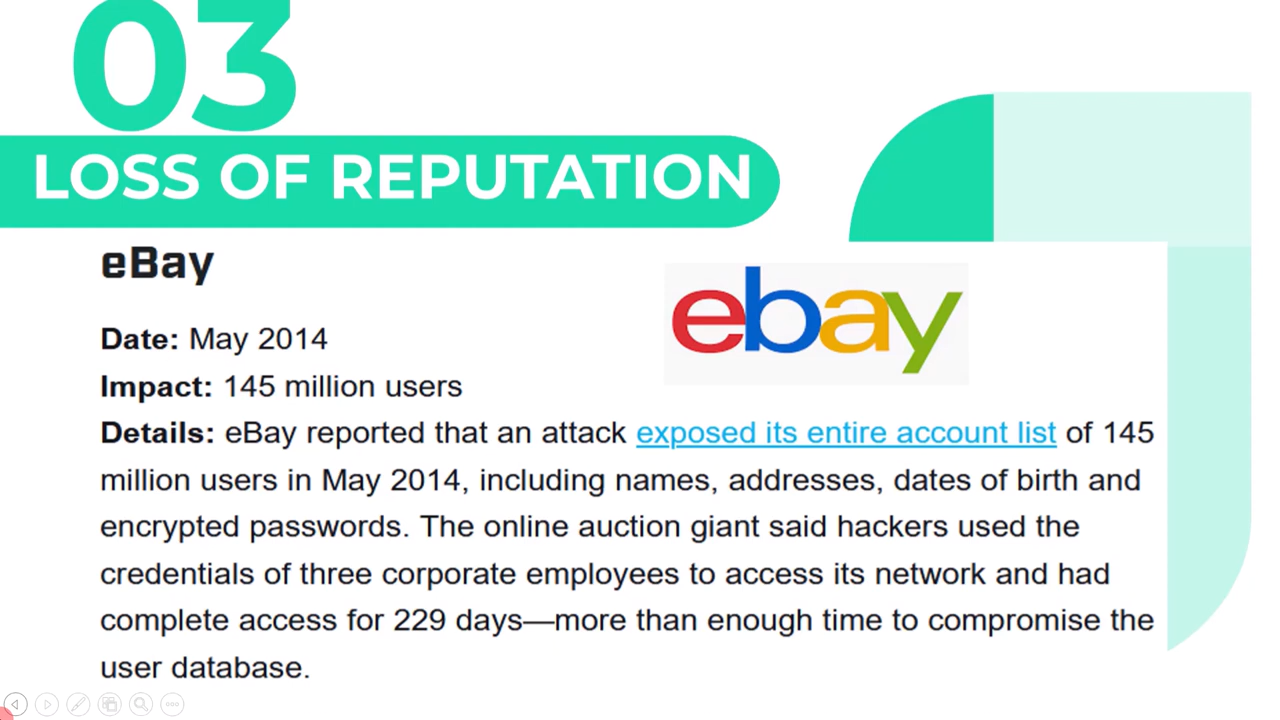 03
LOSS OF REPUTATION
eBay
ebay
Date: May 2014
Impact: 145 million users
Details: eBay reported that an attack exposed its entire account list of 145
million users in May 2014, including names, addresses, dates of birth and
encrypted passwords. The online auction giant said hackers used the
credentials of three corporate employees to access its network and had
complete access for 229 days—more than enough time to compromise the
user database.